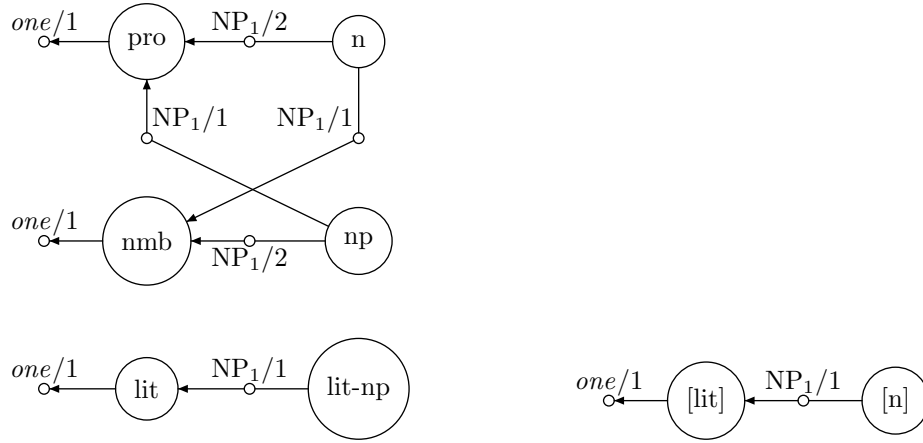 one/1 pro NP₁/2 n
NP₁/1 NP₁/1
one/1 nmb NP₁/2 np
one/1 lit NP₁/1 lit-np
one/1 [lit] NP₁/1 [n]